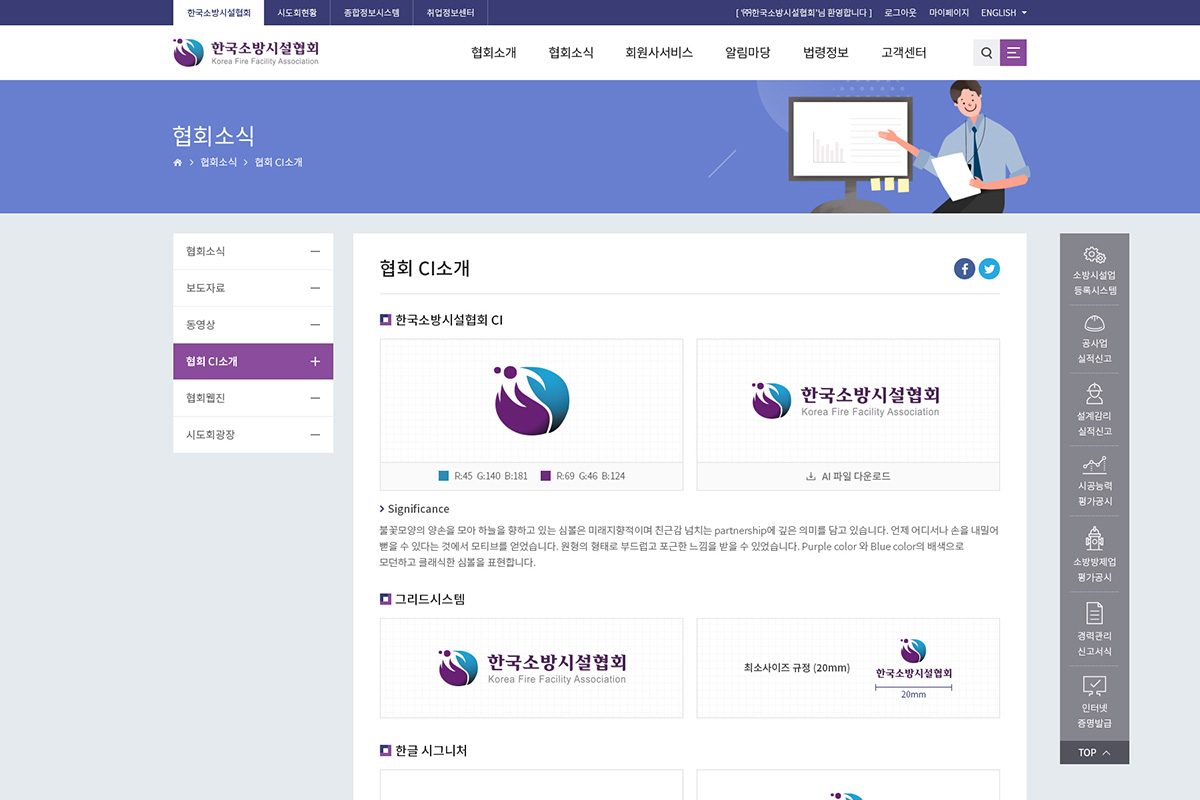 한국소방시설협회
시도회현황
종합정보시스템
취업정보센터
[ '㈜한국소방시설협회'님 환영합니다 ]
로그아웃
마이페이지
ENGLISH
한국소방시설협회
Korea Fire Facility Association
협회소개
협회소식
회원사서비스
알림마당
법령정보
고객센터
협회소식
협회소식 > 협회 CI소개
협회소식
보도자료
동영상
협회 CI소개
협회웹진
시도회광장
협회 CI소개
한국소방시설협회 CI
한국소방시설협회
Korea Fire Facility Association
R:45 G:140 B:181
R:69 G:46 B:124
AI 파일 다운로드
Significance
불꽃모양의 양손을 모아 하늘을 향하고 있는 심볼은 미래지향적이며 친근감 넘치는 partnership에 깊은 의미를 담고 있습니다. 언제 어디서나 손을 내밀어
뻗을 수 있다는 것에서 모티브를 얻었습니다. 원형의 형태로 부드럽고 포근한 느낌을 받을 수 있었습니다. Purple color 와 Blue color의 배색으로
모던하고 클래식한 심볼을 표현합니다.
그리드시스템
한국소방시설협회
Korea Fire Facility Association
최소사이즈 규정 (20mm)
한국소방시설협회
20mm
한글 시그니처
소방시설업
등록시스템
공사업
실적신고
설계감리
실적신고
시공능력
평가공시
소방방제업
평가공시
경력관리
신고서식
인터넷
증명발급
TOP